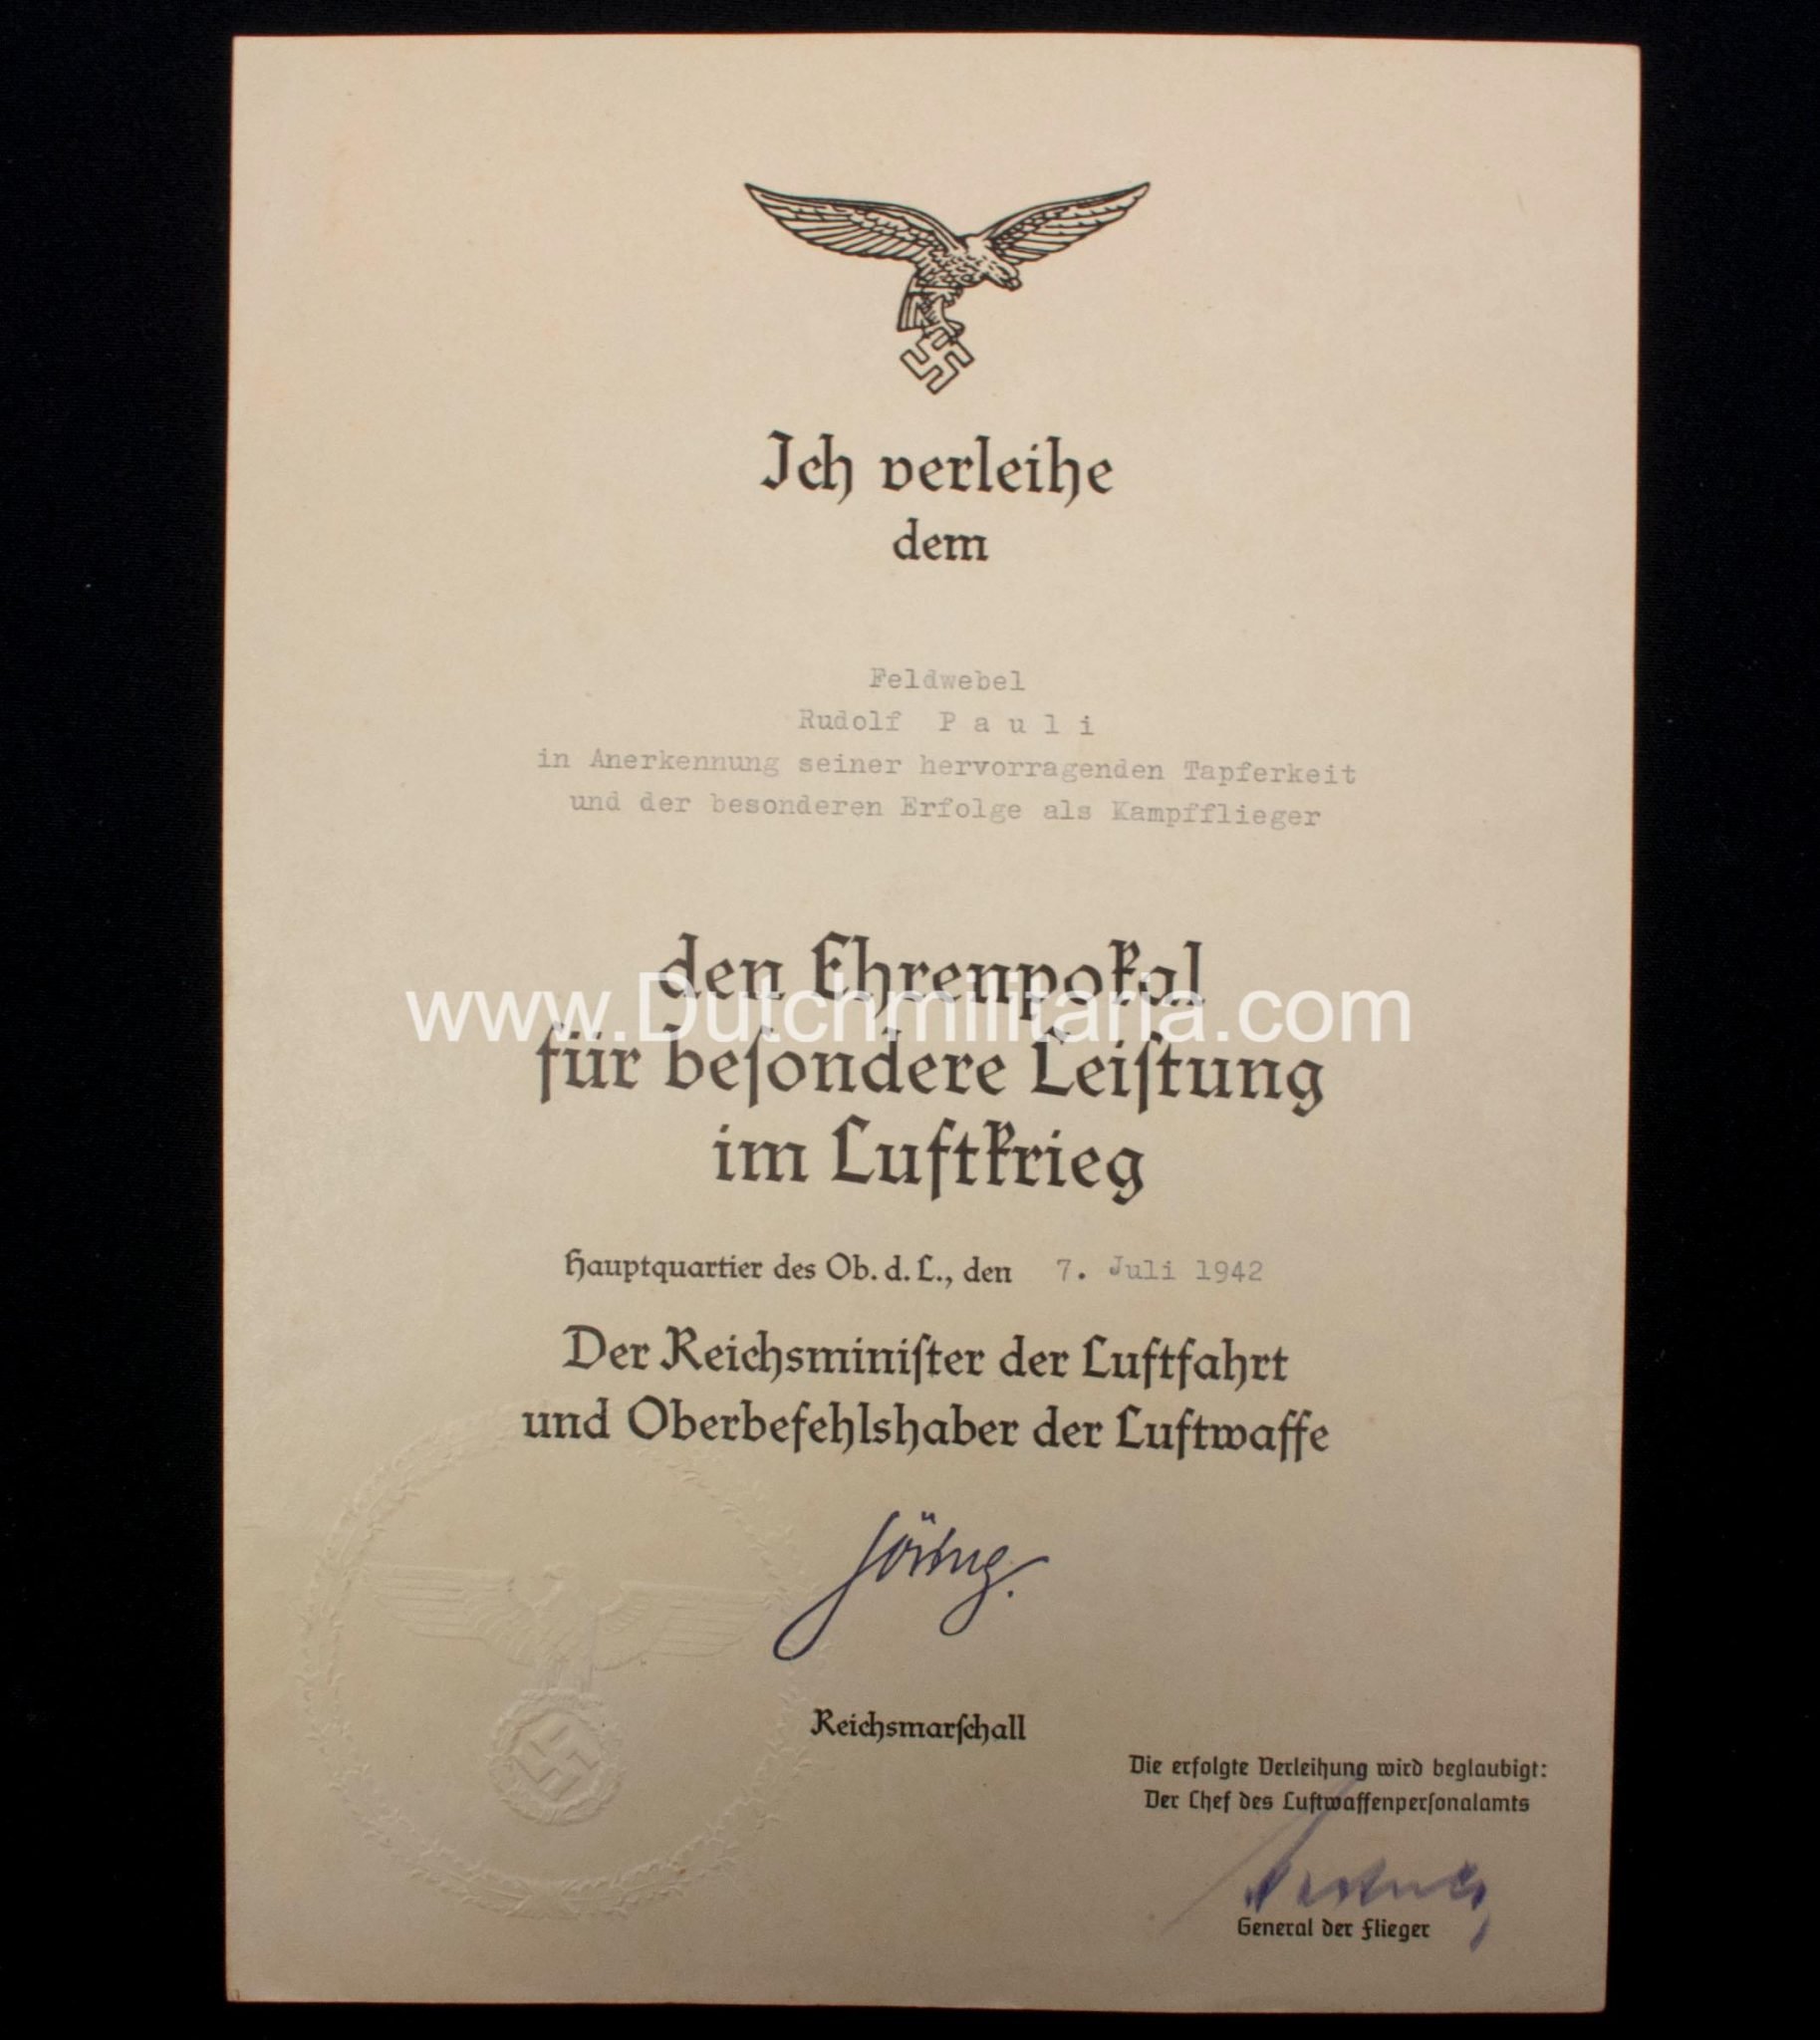 Ich verleihe
dem
Feldwebel
Rudolf P a u l i
in Anerkennung seiner hervorragenden Tapferkeit
und der besonderen Erfolge als Kampfflieger
den Ehrenpokal
www.Dutchmilitaria.com
für beſondere Leiſtung
im Luftkrieg
Hauptquartier des Ob. d. L., den 7. Juli 1942
Der Reichsminiſter der Luftfahrt
und Oberbefehlshaber der Luftwaffe
Göring.
Reichsmarſchall
Die erfolgte Verleihung wird beglaubigt:
Der Chef des Luftwaffenperſonalamts
General der Flieger